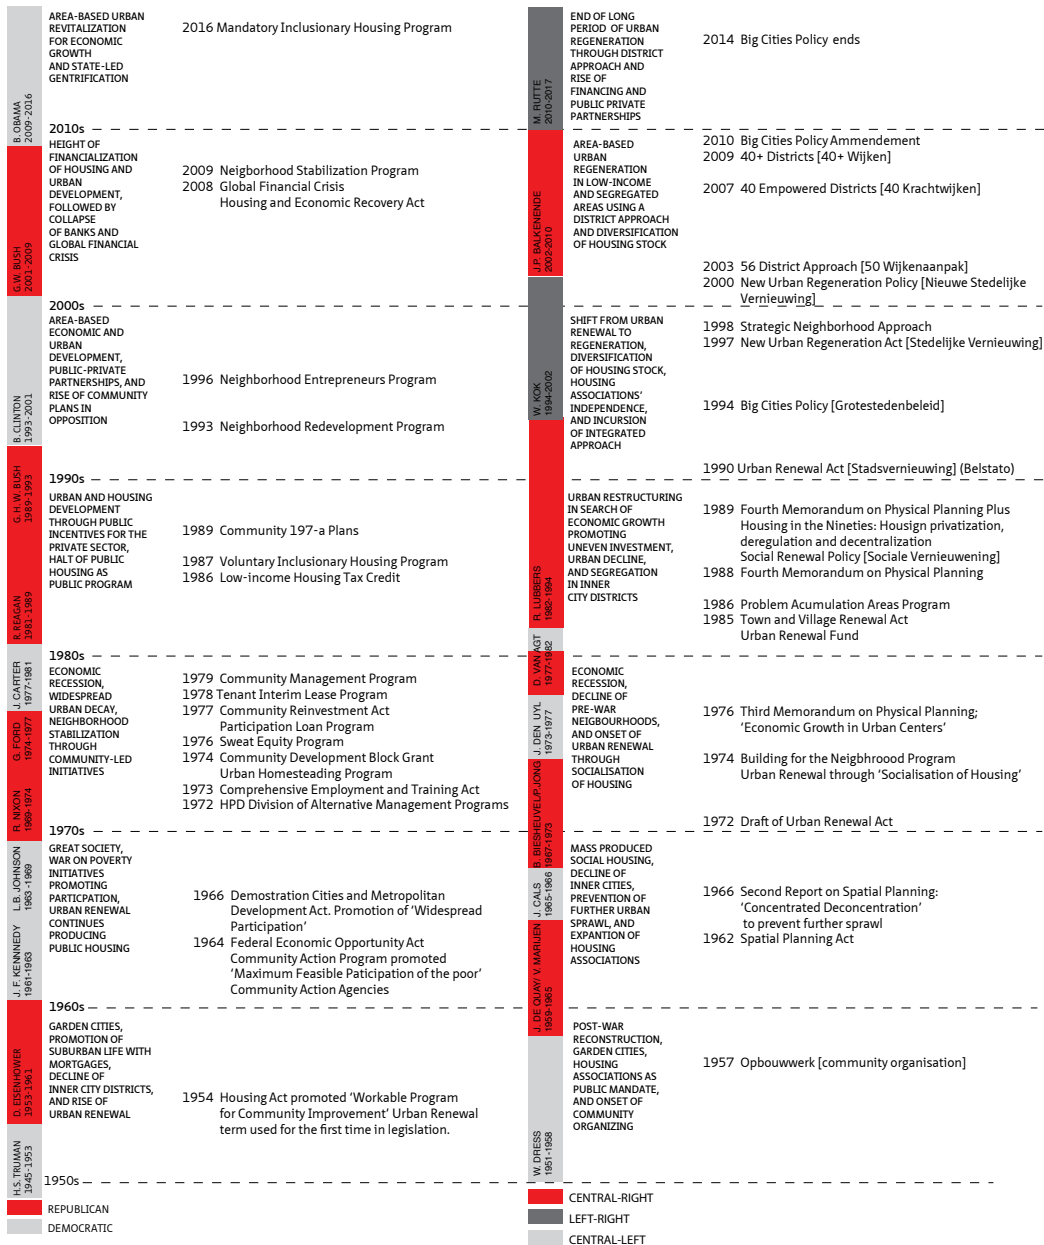 AREA-BASED URBAN
REVITALIZATION
FOR ECONOMIC
GROWTH
AND STATE-LED
GENTRIFICATION
2016 Mandatory Inclusionary Housing Program
B.OBAMA
2009-2016
2010s
HEIGHT OF
FINANCIALIZATION
OF HOUSING AND
URBAN
DEVELOPMENT,
FOLLOWED BY
COLLAPSE
OF BANKS AND
GLOBAL FINANCIAL
CRISIS
2009 Neigborhood Stabilization Program
2008 Global Financial Crisis
Housing and Economic Recovery Act
G.W. BUSH
2001-2009
2000s
AREA-BASED
ECONOMIC AND
URBAN
DEVELOPMENT,
PUBLIC-PRIVATE
PARTNERSHIPS, AND
RISE OF COMMUNITY
PLANS IN
OPPOSITION
1996 Neighborhood Entrepreneurs Program
1993 Neighborhood Redevelopment Program
B. CLINTON
1993-2001
1990s
G. H. W. BUSH
1989-1993
URBAN AND HOUSING
DEVELOPMENT
THROUGH PUBLIC
INCENTIVES FOR THE
PRIVATE SECTOR,
HALT OF PUBLIC
HOUSING AS
PUBLIC PROGRAM
1989 Community 197-a Plans
1987 Voluntary Inclusionary Housing Program
1986 Low-income Housing Tax Credit
R. REAGAN
1981-1989
1980s
J. CARTER
1977-1981
ECONOMIC
RECESSION,
WIDESPREAD
URBAN DECAY,
NEIGHBORHOOD
STABILIZATION
THROUGH
COMMUNITY-LED
INITIATIVES
1979 Community Management Program
1978 Tenant Interim Lease Program
1977 Community Reinvestment Act
Participation Loan Program
1976 Sweat Equity Program
1974 Community Development Block Grant
Urban Homesteading Program
1973 Comprehensive Employment and Training Act
1972 HPD Division of Alternative Management Programs
G. FORD
1974-1977
R. NIXON
1969-1974
1970s
L.B. JOHNSON
1963 -1969
GREAT SOCIETY,
WAR ON POVERTY
INITIATIVES
PROMOTING
PARTICPATION,
URBAN RENEWAL
CONTINUES
PRODUCING
PUBLIC HOUSING
1966 Demostration Cities and Metropolitan
Development Act. Promotion of 'Widespread
Participation'
1964 Federal Economic Opportunity Act
Community Action Program promoted
'Maximum Feasible Paticipation of the poor'
Community Action Agencies
J. F. KENNNEDY
1961-1963
1960s
GARDEN CITIES,
PROMOTION OF
SUBURBAN LIFE WITH
MORTGAGES,
DECLINE OF
INNER CITY DISTRICTS,
AND RISE OF
URBAN RENEWAL
1954 Housing Act promoted 'Workable Program
for Community Improvement' Urban Renewal
term used for the first time in legislation.
D. EISENHOWER
1953-1961
H.S. TRUMAN
1945-1953
1950s
REPUBLICAN
DEMOCRATIC
END OF LONG
PERIOD OF URBAN
REGENERATION
THROUGH DISTRICT
APPROACH AND
RISE OF
FINANCING AND
PUBLIC PRIVATE
PARTNERSHIPS
2014 Big Cities Policy ends
M. RUTTE
2010-2017
AREA-BASED
URBAN
REGENERATION
IN LOW-INCOME
AND SEGREGATED
AREAS USING A
DISTRICT APPROACH
AND DIVERSIFICATION
OF HOUSING STOCK
2010 Big Cities Policy Ammendement
2009 40+ Districts [40+ Wijken]
2007 40 Empowered Districts [40 Krachtwijken]
2003 56 District Approach [50 Wijkenaanpak]
2000 New Urban Regeneration Policy [Nieuwe Stedelijke
Vernieuwing]
J.P. BALKENENDE
2002-2010
SHIFT FROM URBAN
RENEWAL TO
REGENERATION,
DIVERSIFICATION
OF HOUSING STOCK,
HOUSING
ASSOCIATIONS'
INDEPENDENCE,
AND INCURSION
OF INTEGRATED
APPROACH
1998 Strategic Neighborhood Approach
1997 New Urban Regeneration Act [Stedelijke Vernieuwing]
1994 Big Cities Policy [Grotestedenbeleid]
1990 Urban Renewal Act [Stadsvernieuwing] (Belstato)
W. KOK
1994-2002
URBAN RESTRUCTURING
IN SEARCH OF
ECONOMIC GROWTH
PROMOTING
UNEVEN INVESTMENT,
URBAN DECLINE,
AND SEGREGATION
IN INNER
CITY DISTRICTS
1989 Fourth Memorandum on Physical Planning Plus
Housing in the Nineties: Housign privatization,
deregulation and decentralization
Social Renewal Policy [Sociale Vernieuwening]
1988 Fourth Memorandum on Physical Planning
1986 Problem Acumulation Areas Program
1985 Town and Village Renewal Act
Urban Renewal Fund
R. LUBBERS
1982-1994
D. VAN AGT
1977-1982
ECONOMIC
RECESSION,
DECLINE OF
PRE-WAR
NEIGBOURHOODS,
AND ONSET OF
URBAN RENEWAL
THROUGH
SOCIALISATION
OF HOUSING
1976 Third Memorandum on Physical Planning;
'Economic Growth in Urban Centers'
1974 Building for the Neigbhroood Program
Urban Renewal through 'Socialisation of Housing'
1972 Draft of Urban Renewal Act
J. DEN UYL
1973-1977
B. BIESHEUVEL/P.JONG
1967-1973
MASS PRODUCED
SOCIAL HOUSING,
DECLINE OF
INNER CITIES,
PREVENTION OF
FURTHER URBAN
SPRAWL, AND
EXPANTION OF
HOUSING
ASSOCIATIONS
1966 Second Report on Spatial Planning:
'Concentrated Deconcentration'
to prevent further sprawl
1962 Spatial Planning Act
J. CALS
1965-1966
J. DE QUAY/ V. MARIJEN
1959-1965
POST-WAR
RECONSTRUCTION,
GARDEN CITIES,
HOUSING
ASSOCIATIONS AS
PUBLIC MANDATE,
AND ONSET OF
COMMUNITY
ORGANIZING
1957 Opbouwwerk [community organisation]
W. DRESS
1951-1958
CENTRAL-RIGHT
LEFT-RIGHT
CENTRAL-LEFT